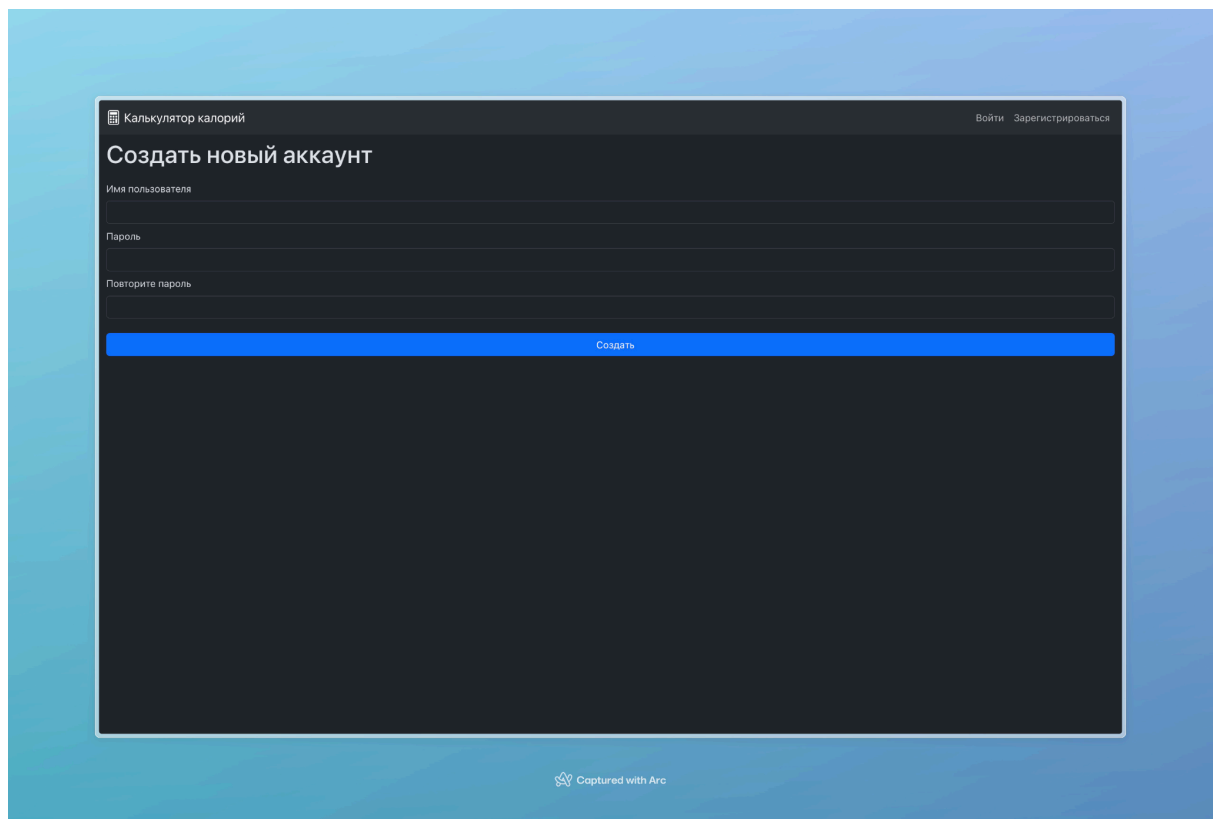 Калькулятор калорий
Войти Зарегистрироваться
Создать новый аккаунт
Имя пользователя
Пароль
Повторите пароль
Создать
Captured with Arc